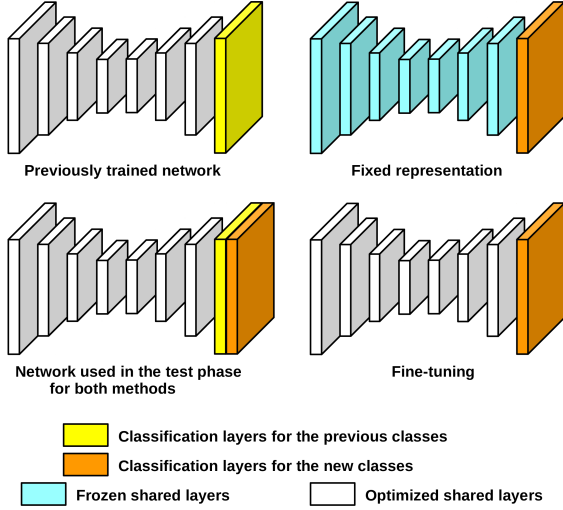 Previously trained network
Fixed representation
Network used in the test phase
for both methods
Fine-tuning
Classification layers for the previous classes
Classification layers for the new classes
Frozen shared layers
Optimized shared layers